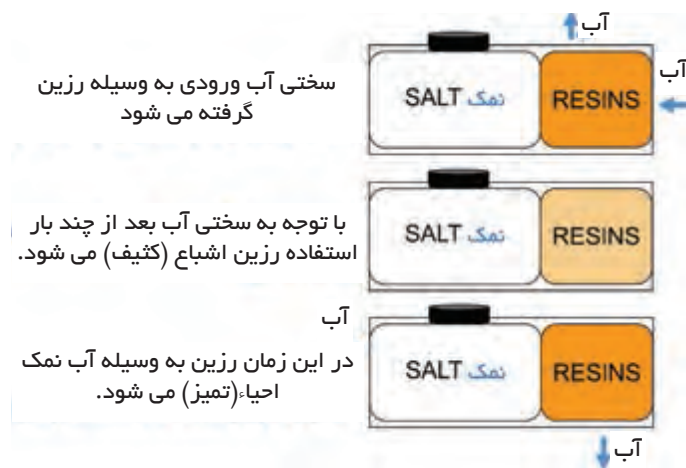 آب
آب
سختی آب ورودی به وسیله رزین
گرفته می شود
SALT نمک
RESINS
با توجه به سختی آب بعد از چند بار
استفاده رزین اشباع (کثیف) می شود.
SALT نمک
RESINS
آب
در این زمان رزین به وسیله آب نمک
احیاء(تمیز) می شود.
SALT نمک
RESINS
آب